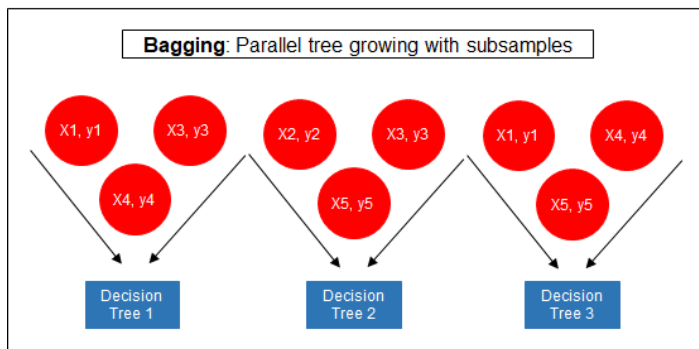 Bagging: Parallel tree growing with subsamples
X1, y1
X3, y3
X4, y4
X2, y2
X3, y3
X5, y5
X1, y1
X4, y4
X5, y5
Decision
Tree 1
Decision
Tree 2
Decision
Tree 3